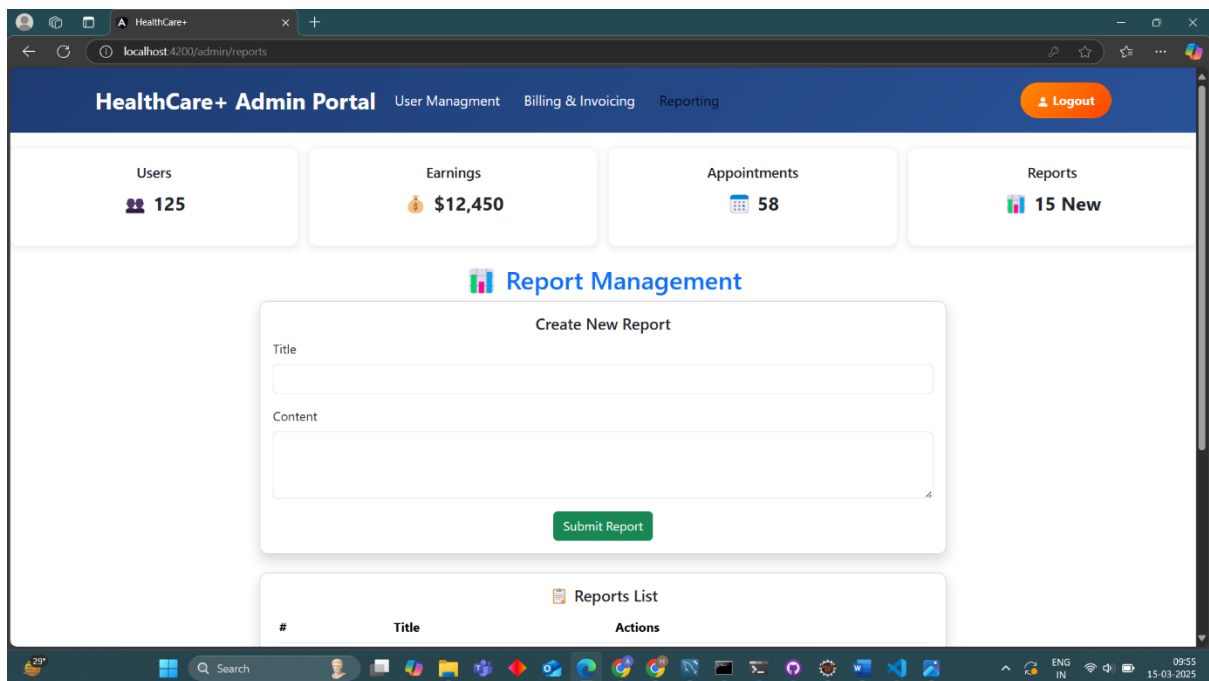 HealthCare+
localhost:4200/admin/reports
HealthCare+ Admin Portal User Managment Billing & Invoicing Reporting Logout
Users Earnings Appointments Reports
125 $12,450 58 15 New
Report Management
Create New Report
Title
Content
Submit Report
Reports List
# Title Actions
29° Search ENG 09:55
IN 15-03-2025